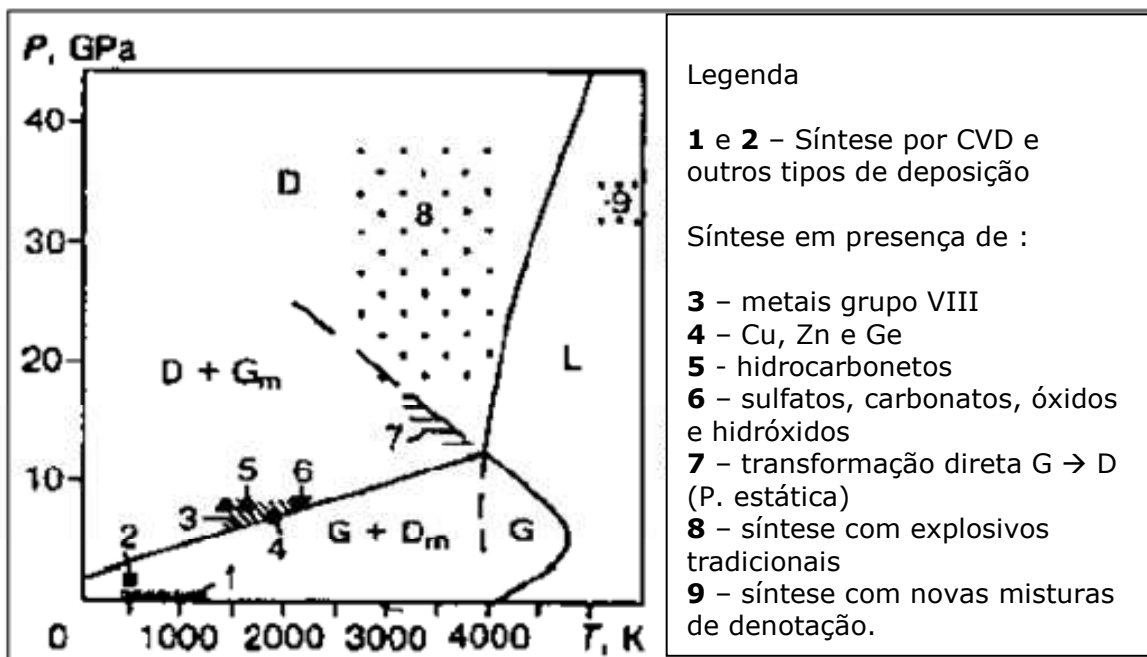 P, GPa
40
30
20
10
D
8
9
L
D + Gm
7
5
6
3
4
2
1
G + Dm
G
0
1000
2000
3000
4000
T, K
Legenda
1 e 2 – Síntese por CVD e
outros tipos de deposição
Síntese em presença de :
3 – metais grupo VIII
4 – Cu, Zn e Ge
5 - hidrocarbonetos
6 – sulfatos, carbonatos, óxidos
e hidróxidos
7 – transformação direta G → D
(P. estática)
8 – síntese com explosivos
tradicionais
9 – síntese com novas misturas
de denotação.